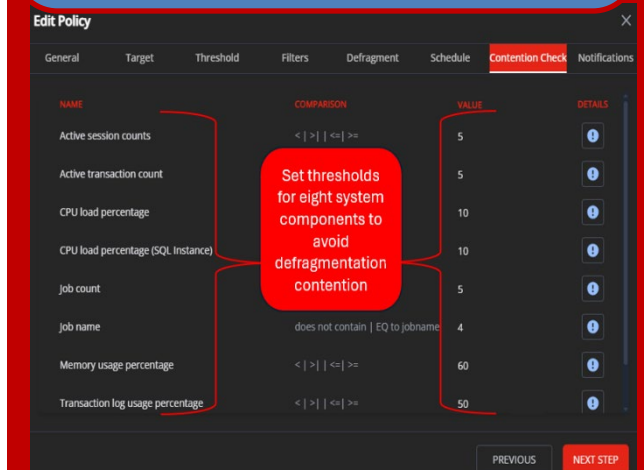 Edit Policy
General Target Threshold Filters Defragment Schedule Contention Check Notifications
NAME COMPARISON VALUE DETAILS
Active session counts < | >| | <=| >= 5
Active transaction count 5
CPU load percentage 10
CPU load percentage (SQL Instance) 10
Job count 5
Job name does not contain | EQ to jobname 4
Memory usage percentage < | >| | <=| >= 60
Transaction log usage percentage < | >| | <=| >= 50
Set thresholds
for eight system
components to
avoid
defragmentation
contention
PREVIOUS NEXT STEP